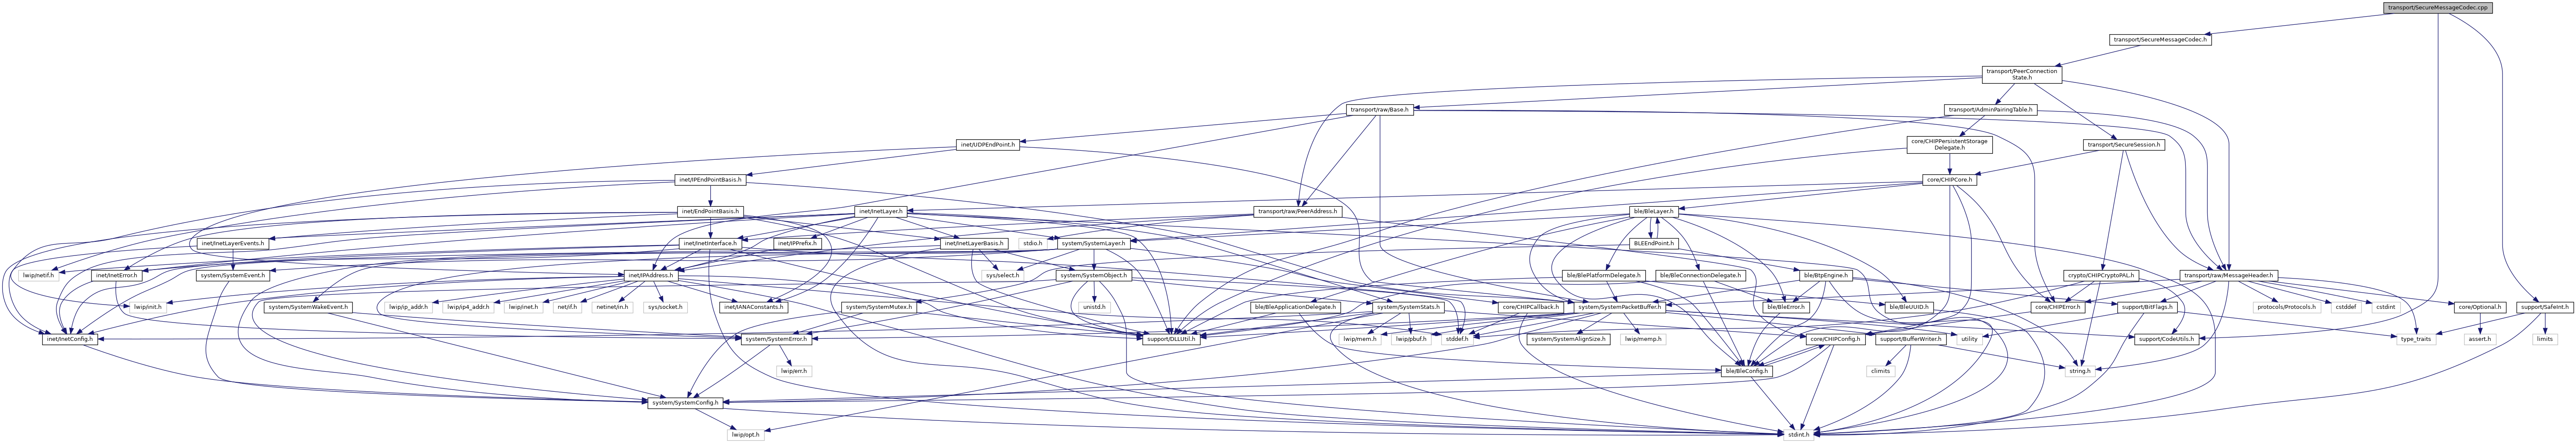 transport/SecureMessageCodec.cpp
transport/SecureMessageCodec.h
transport/PeerConnection
State.h
transport/raw/Base.h
transport/AdminPairingTable.h
inet/UDPEndPoint.h
core/CHIPPersistentStorage
Delegate.h
transport/SecureSession.h
inet/IPEndPointBasis.h
core/CHIPCore.h
inet/EndPointBasis.h
inet/InetLayer.h
transport/raw/PeerAddress.h
ble/BleLayer.h
inet/InetLayerEvents.h
inet/InetInterface.h
inet/IPPrefix.h
inet/InetLayerBasis.h
stdio.h
system/SystemLayer.h
BLEEndPoint.h
lwip/netif.h
inet/InetError.h
system/SystemEvent.h
inet/IPAddress.h
sys/select.h
system/SystemObject.h
ble/BlePlatformDelegate.h
ble/BleConnectionDelegate.h
ble/BtpEngine.h
crypto/CHIPCryptoPAL.h
transport/raw/MessageHeader.h
lwip/init.h
system/SystemWakeEvent.h
lwip/ip_addr.h
lwip/ip4_addr.h
lwip/inet.h
net/if.h
netinet/in.h
sys/socket.h
inet/IANAConstants.h
system/SystemMutex.h
unistd.h
ble/BleApplicationDelegate.h
system/SystemStats.h
core/CHIPCallback.h
system/SystemPacketBuffer.h
ble/BleError.h
ble/BleUUID.h
core/CHIPError.h
support/BitFlags.h
protocols/Protocols.h
cstddef
cstdint
core/Optional.h
support/SafeInt.h
inet/InetConfig.h
system/SystemError.h
support/DLLUtil.h
lwip/mem.h
lwip/pbuf.h
stddef.h
system/SystemAlignSize.h
lwip/memp.h
core/CHIPConfig.h
support/BufferWriter.h
utility
support/CodeUtils.h
type_traits
assert.h
limits
lwip/err.h
ble/BleConfig.h
climits
string.h
system/SystemConfig.h
lwip/opt.h
stdint.h